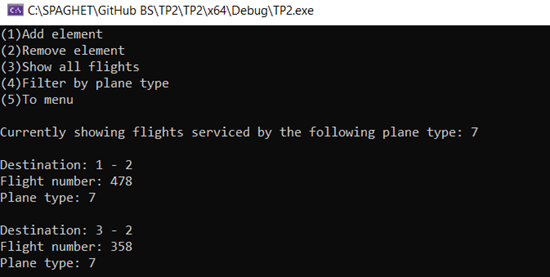 C:\SPAGHET\GitHub BS\TP2\TP2\x64\Debug\TP2.exe
(1)Add element
(2)Remove element
(3)Show all flights
(4)Filter by plane type
(5)To menu
Currently showing flights serviced by the following plane type: 7
Destination: 1 - 2
Flight number: 478
Plane type: 7
Destination: 3 - 2
Flight number: 358
Plane type: 7